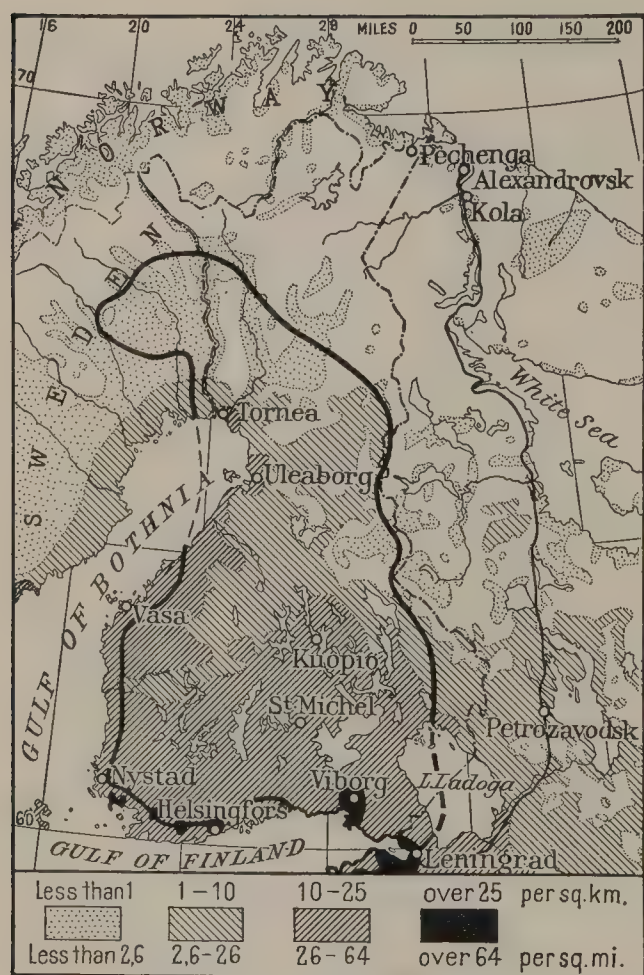 16 20 24 28 MILES 0 50 100 150 200
70
NORWAY
Pechenga
Alexandrovsk
Kola
SWEDEN
White Sea
Tornea
Uleaborg
GULF OF BOTHNIA
Vasa
Kuopio
St Michel
Petrozavodsk
Nystad
Viborg
L.Ladoga
Helsingfors
60
GULF OF FINLAND
Leningrad
Less than 1 1-10 10-25 over 25 per sq.km.
Less than 2,6 2,6-26 26-64 over 64 per sq.mi.